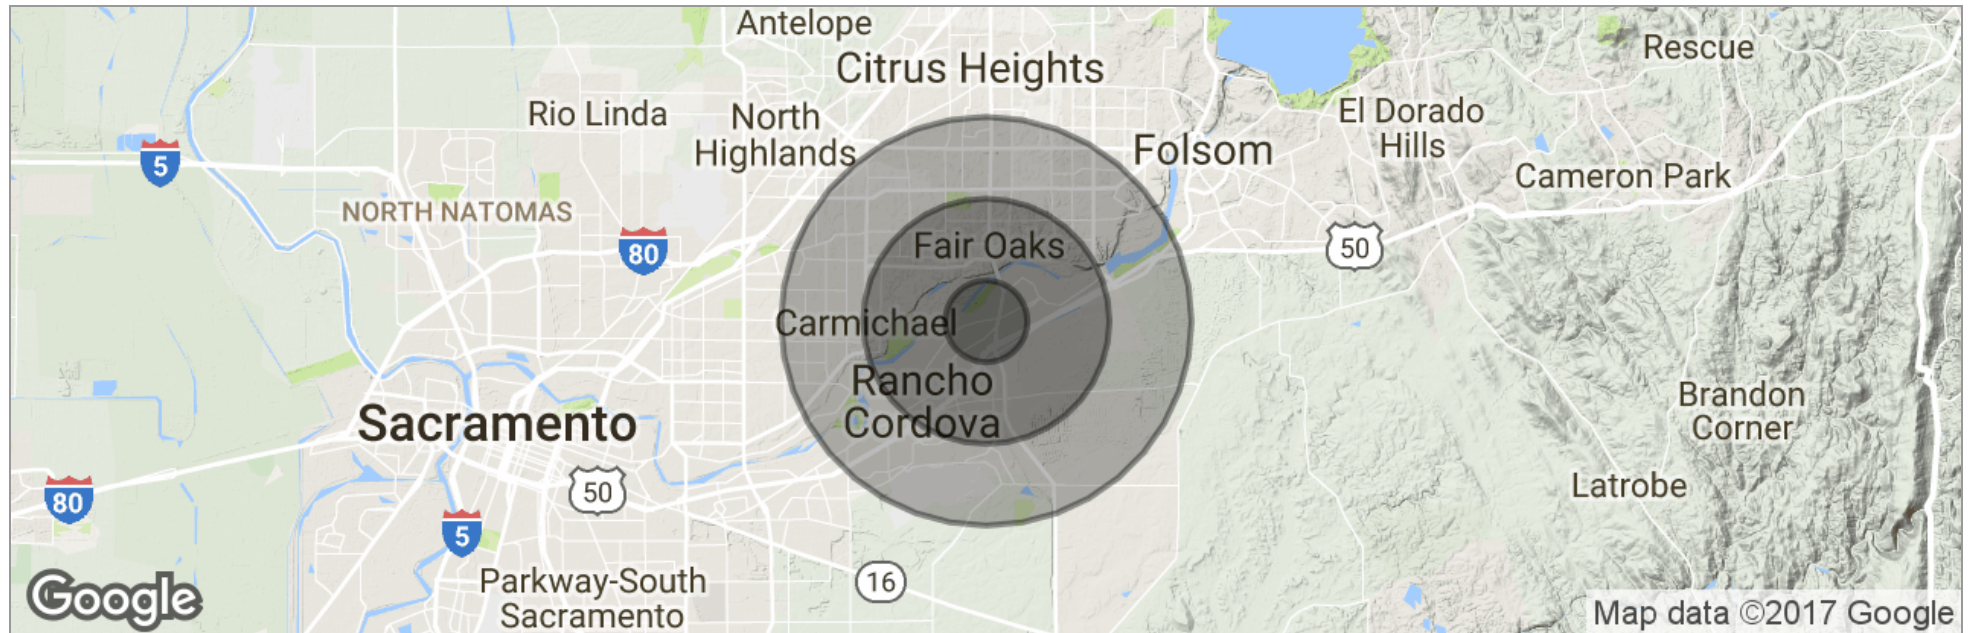 Antelope
Citrus Heights
Rescue
Rio Linda
North
Highlands
El Dorado
Hills
Folsom
5
Cameron Park
NORTH NATOMAS
80
Fair Oaks
50
Carmichael
Rancho
Cordova
Sacramento
Brandon
Corner
80
50
Latrobe
5
16
Parkway-South
Sacramento
Google
Map data ©2017 Google